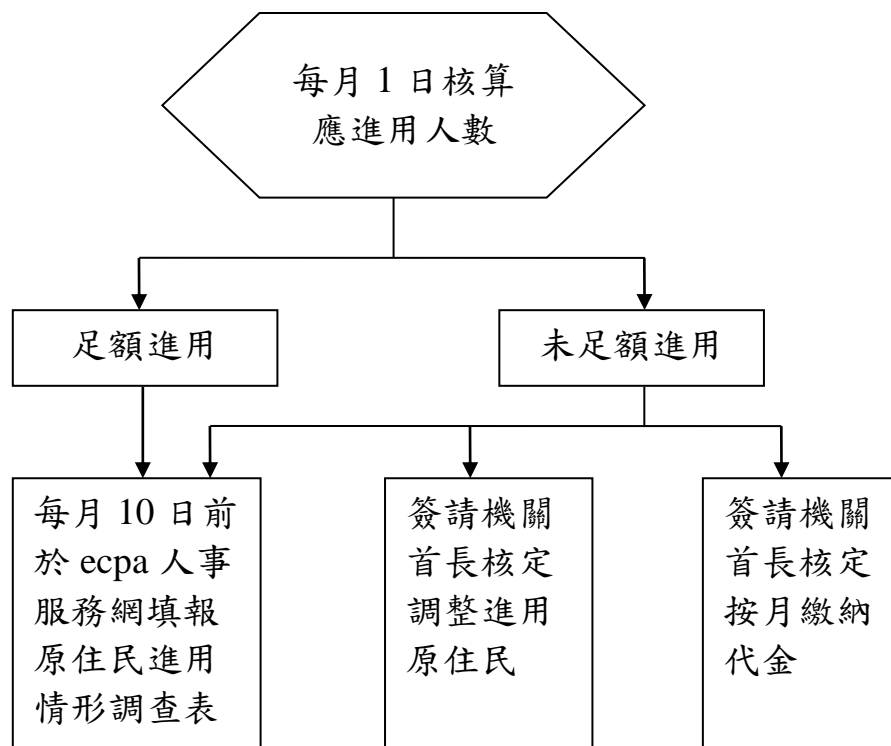 每月 1 日核算
應進用人數
足額進用
未足額進用
每月 10 日前
於 ecpa 人事
服務網填報
原住民進用
情形調查表
簽請機關
首長核定
調整進用
原住民
簽請機關
首長核定
按月繳納
代金